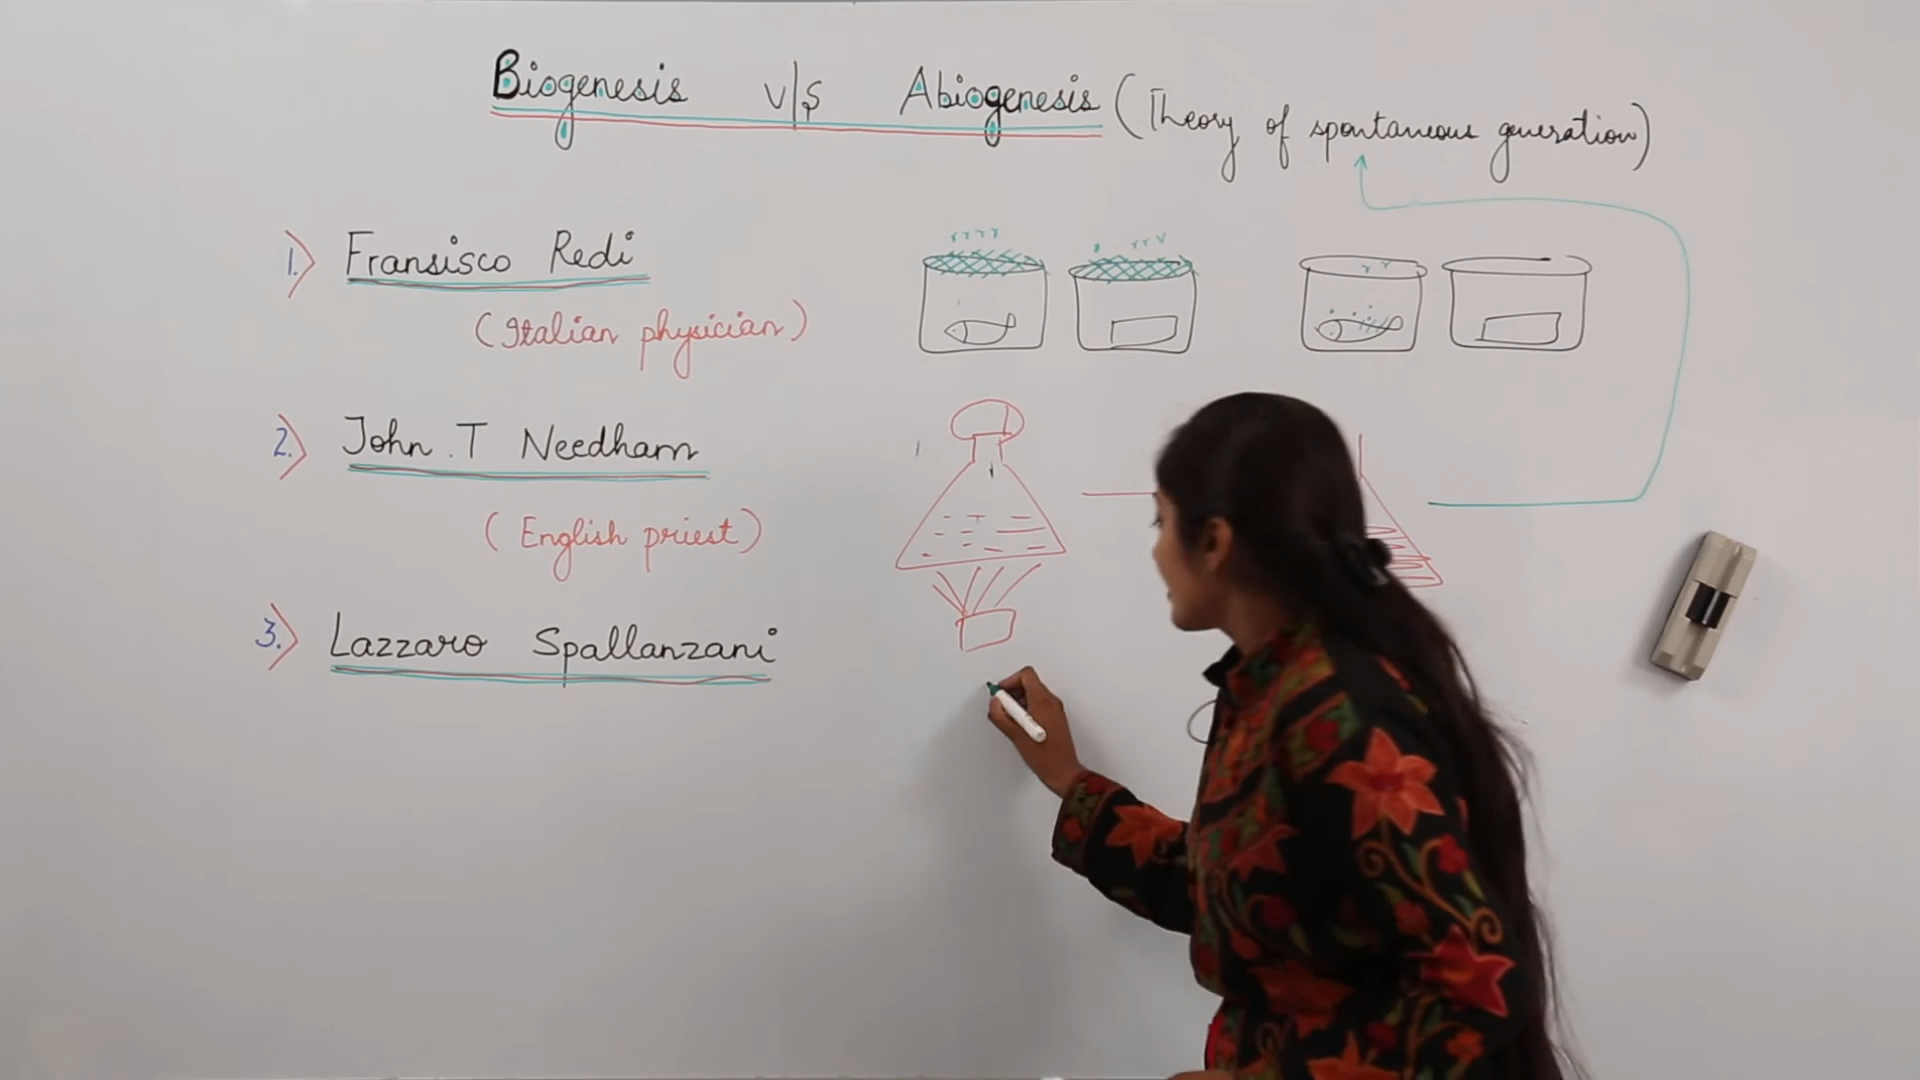 Biogenesis v/s Abiogenesis (Theory of spontaneous generation)
1. Fransisco Redi
(Italian physician)
2. John .T Needham
(English priest)
3. Lazzaro Spallanzani